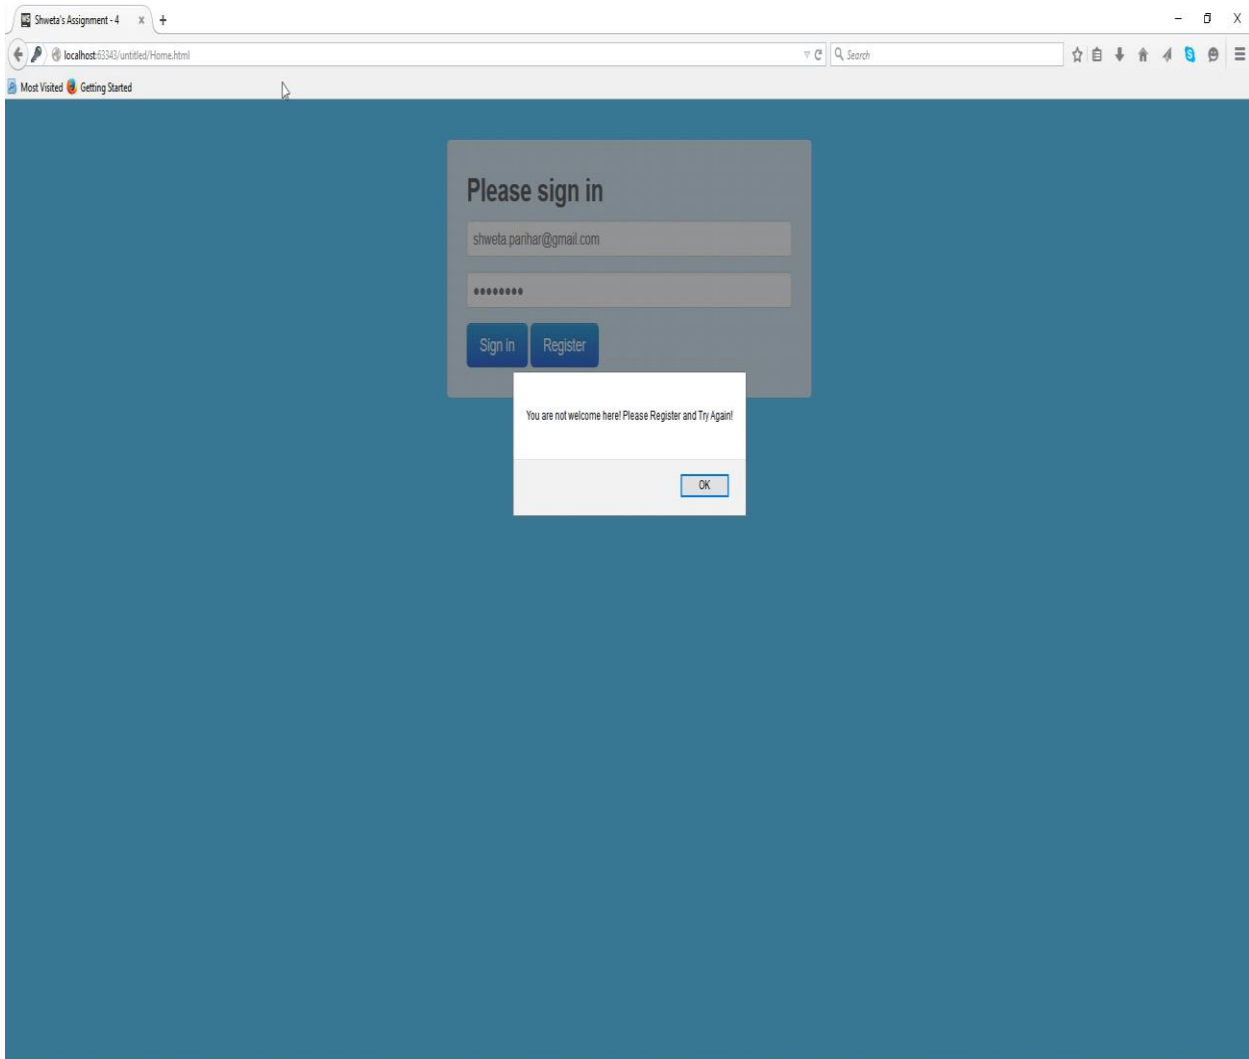 Shweta's Assignment - 4
localhost:63343/untitled/Home.html
Search
Most Visited Getting Started
Please sign in
shweta.parihar@gmail.com
Sign in Register
You are not welcome here! Please Register and Try Again!
OK